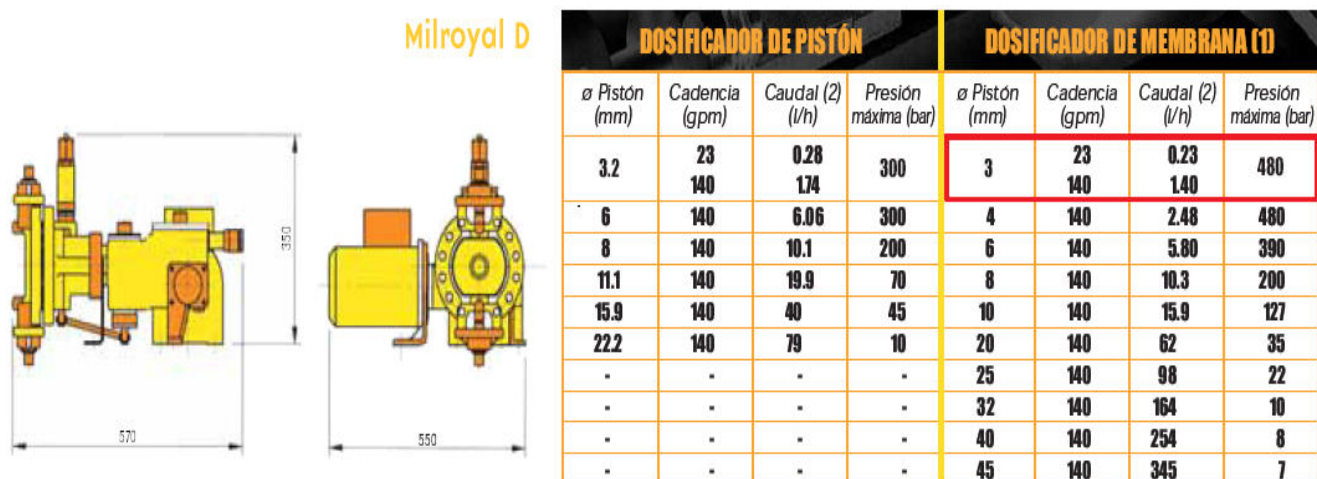 Milroyal D
350
570
550
DOSIFICADOR DE PISTÓN DOSIFICADOR DE MEMBRANA (1)
ø Pistón (mm) Cadencia (gpm) Caudal (2) (l/h) Presión máxima (bar) ø Pistón (mm) Cadencia (gpm) Caudal (2) (l/h) Presión máxima (bar)
3.2 23 0.28 300 3 23 0.23 480
140 1.74 140 1.40
6 140 6.06 300 4 140 2.48 480
8 140 10.1 200 6 140 5.80 390
11.1 140 19.9 70 8 140 10.3 200
15.9 140 40 45 10 140 15.9 127
22.2 140 79 10 20 140 62 35
- - - - 25 140 98 22
- - - - 32 140 164 10
- - - - 40 140 254 8
- - - - 45 140 345 7